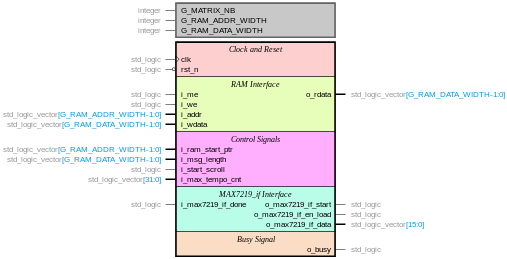 integer G_MATRIX_NB
integer G_RAM_ADDR_WIDTH
integer G_RAM_DATA_WIDTH
Clock and Reset
std_logic clk
std_logic rst_n
RAM Interface
std_logic i_me o_rdata std_logic_vector[G_RAM_DATA_WIDTH-1:0]
std_logic i_we
std_logic_vector[G_RAM_ADDR_WIDTH-1:0] i_addr
std_logic_vector[G_RAM_DATA_WIDTH-1:0] i_wdata
Control Signals
std_logic_vector[G_RAM_ADDR_WIDTH-1:0] i_ram_start_ptr
std_logic_vector[G_RAM_DATA_WIDTH-1:0] i_msg_length
std_logic i_start_scroll
std_logic_vector[31:0] i_max_tempo_cnt
MAX7219_if Interface
std_logic i_max7219_if_done o_max7219_if_start std_logic
o_max7219_if_en_load std_logic
o_max7219_if_data std_logic_vector[15:0]
Busy Signal
o_busy std_logic